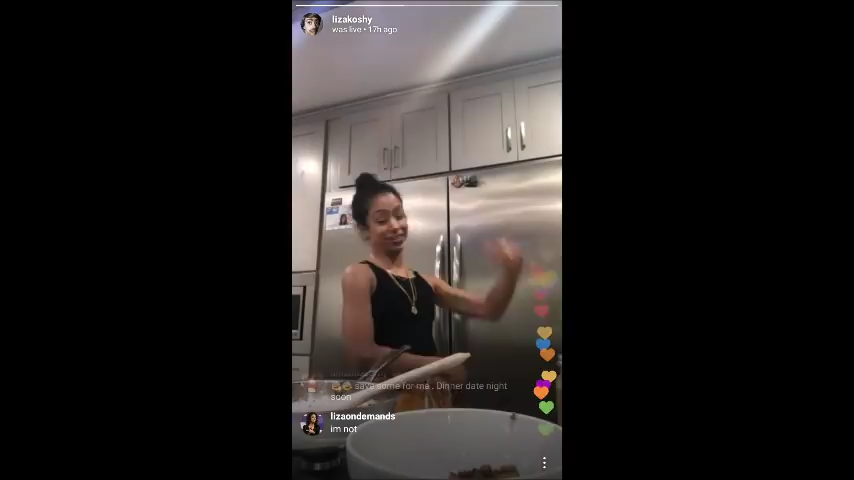 lizakoshy
was live • 17h ago
save some for me . Dinner date night
soon
lizaondemands
im not